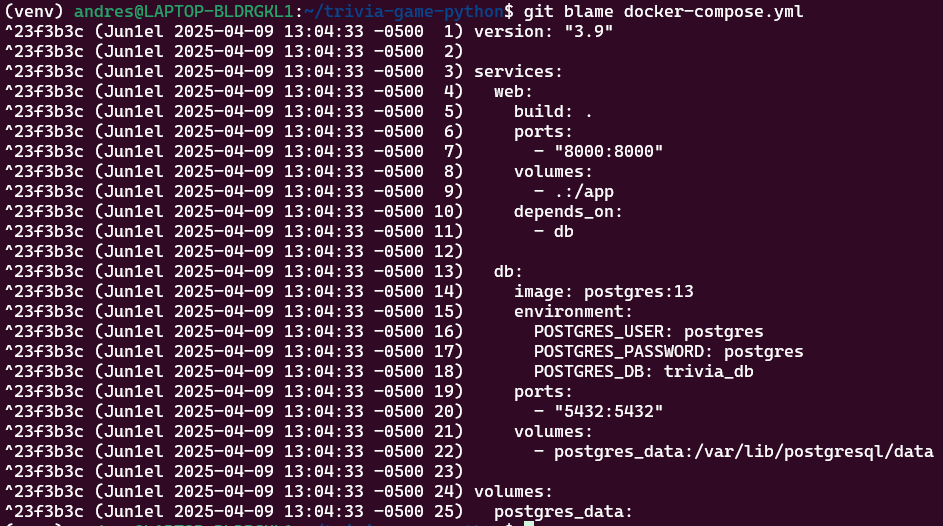 (venv) andres@LAPTOP-BLDRGKL1:~/trivia-game-python$ git blame docker-compose.yml
^23f3b3c (Jun1el 2025-04-09 13:04:33 -0500  1) version: "3.9"
^23f3b3c (Jun1el 2025-04-09 13:04:33 -0500  2)
^23f3b3c (Jun1el 2025-04-09 13:04:33 -0500  3) services:
^23f3b3c (Jun1el 2025-04-09 13:04:33 -0500  4)   web:
^23f3b3c (Jun1el 2025-04-09 13:04:33 -0500  5)     build: .
^23f3b3c (Jun1el 2025-04-09 13:04:33 -0500  6)     ports:
^23f3b3c (Jun1el 2025-04-09 13:04:33 -0500  7)       - "8000:8000"
^23f3b3c (Jun1el 2025-04-09 13:04:33 -0500  8)     volumes:
^23f3b3c (Jun1el 2025-04-09 13:04:33 -0500  9)       - .:/app
^23f3b3c (Jun1el 2025-04-09 13:04:33 -0500 10)     depends_on:
^23f3b3c (Jun1el 2025-04-09 13:04:33 -0500 11)       - db
^23f3b3c (Jun1el 2025-04-09 13:04:33 -0500 12)
^23f3b3c (Jun1el 2025-04-09 13:04:33 -0500 13)   db:
^23f3b3c (Jun1el 2025-04-09 13:04:33 -0500 14)     image: postgres:13
^23f3b3c (Jun1el 2025-04-09 13:04:33 -0500 15)     environment:
^23f3b3c (Jun1el 2025-04-09 13:04:33 -0500 16)       POSTGRES_USER: postgres
^23f3b3c (Jun1el 2025-04-09 13:04:33 -0500 17)       POSTGRES_PASSWORD: postgres
^23f3b3c (Jun1el 2025-04-09 13:04:33 -0500 18)       POSTGRES_DB: trivia_db
^23f3b3c (Jun1el 2025-04-09 13:04:33 -0500 19)     ports:
^23f3b3c (Jun1el 2025-04-09 13:04:33 -0500 20)       - "5432:5432"
^23f3b3c (Jun1el 2025-04-09 13:04:33 -0500 21)     volumes:
^23f3b3c (Jun1el 2025-04-09 13:04:33 -0500 22)       - postgres_data:/var/lib/postgresql/data
^23f3b3c (Jun1el 2025-04-09 13:04:33 -0500 23)
^23f3b3c (Jun1el 2025-04-09 13:04:33 -0500 24) volumes:
^23f3b3c (Jun1el 2025-04-09 13:04:33 -0500 25)   postgres_data: